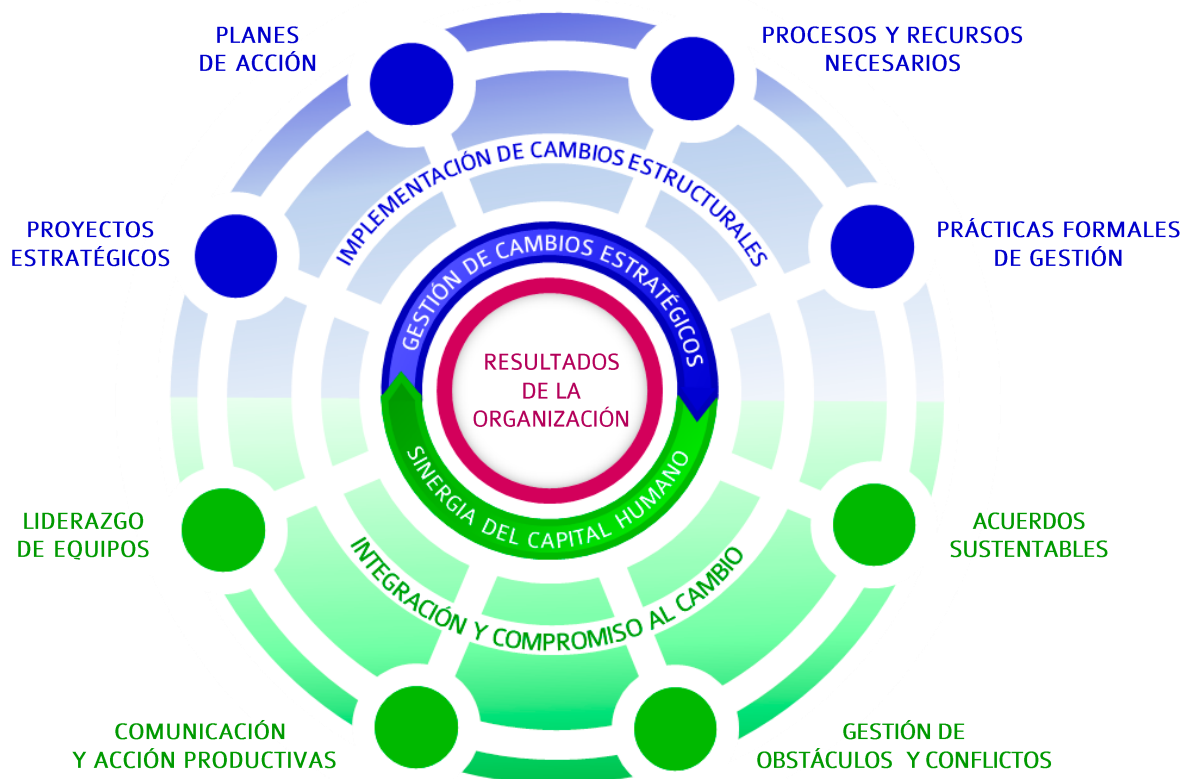 PLANES
DE ACCIÓN
PROCESOS Y RECURSOS
NECESARIOS
PROYECTOS
ESTRATÉGICOS
PRÁCTICAS FORMALES
DE GESTIÓN
IMPLEMENTACIÓN DE CAMBIOS ESTRUCTURALES
GESTIÓN DE CAMBIOS ESTRATÉGICOS
RESULTADOS
DE LA
ORGANIZACIÓN
SINERGIA DEL CAPITAL HUMANO
INTEGRACIÓN Y COMPROMISO AL CAMBIO
LIDERAZGO
DE EQUIPOS
ACUERDOS
SUSTENTABLES
COMUNICACIÓN
Y ACCIÓN PRODUCTIVAS
GESTIÓN DE
OBSTÁCULOS Y CONFLICTOS